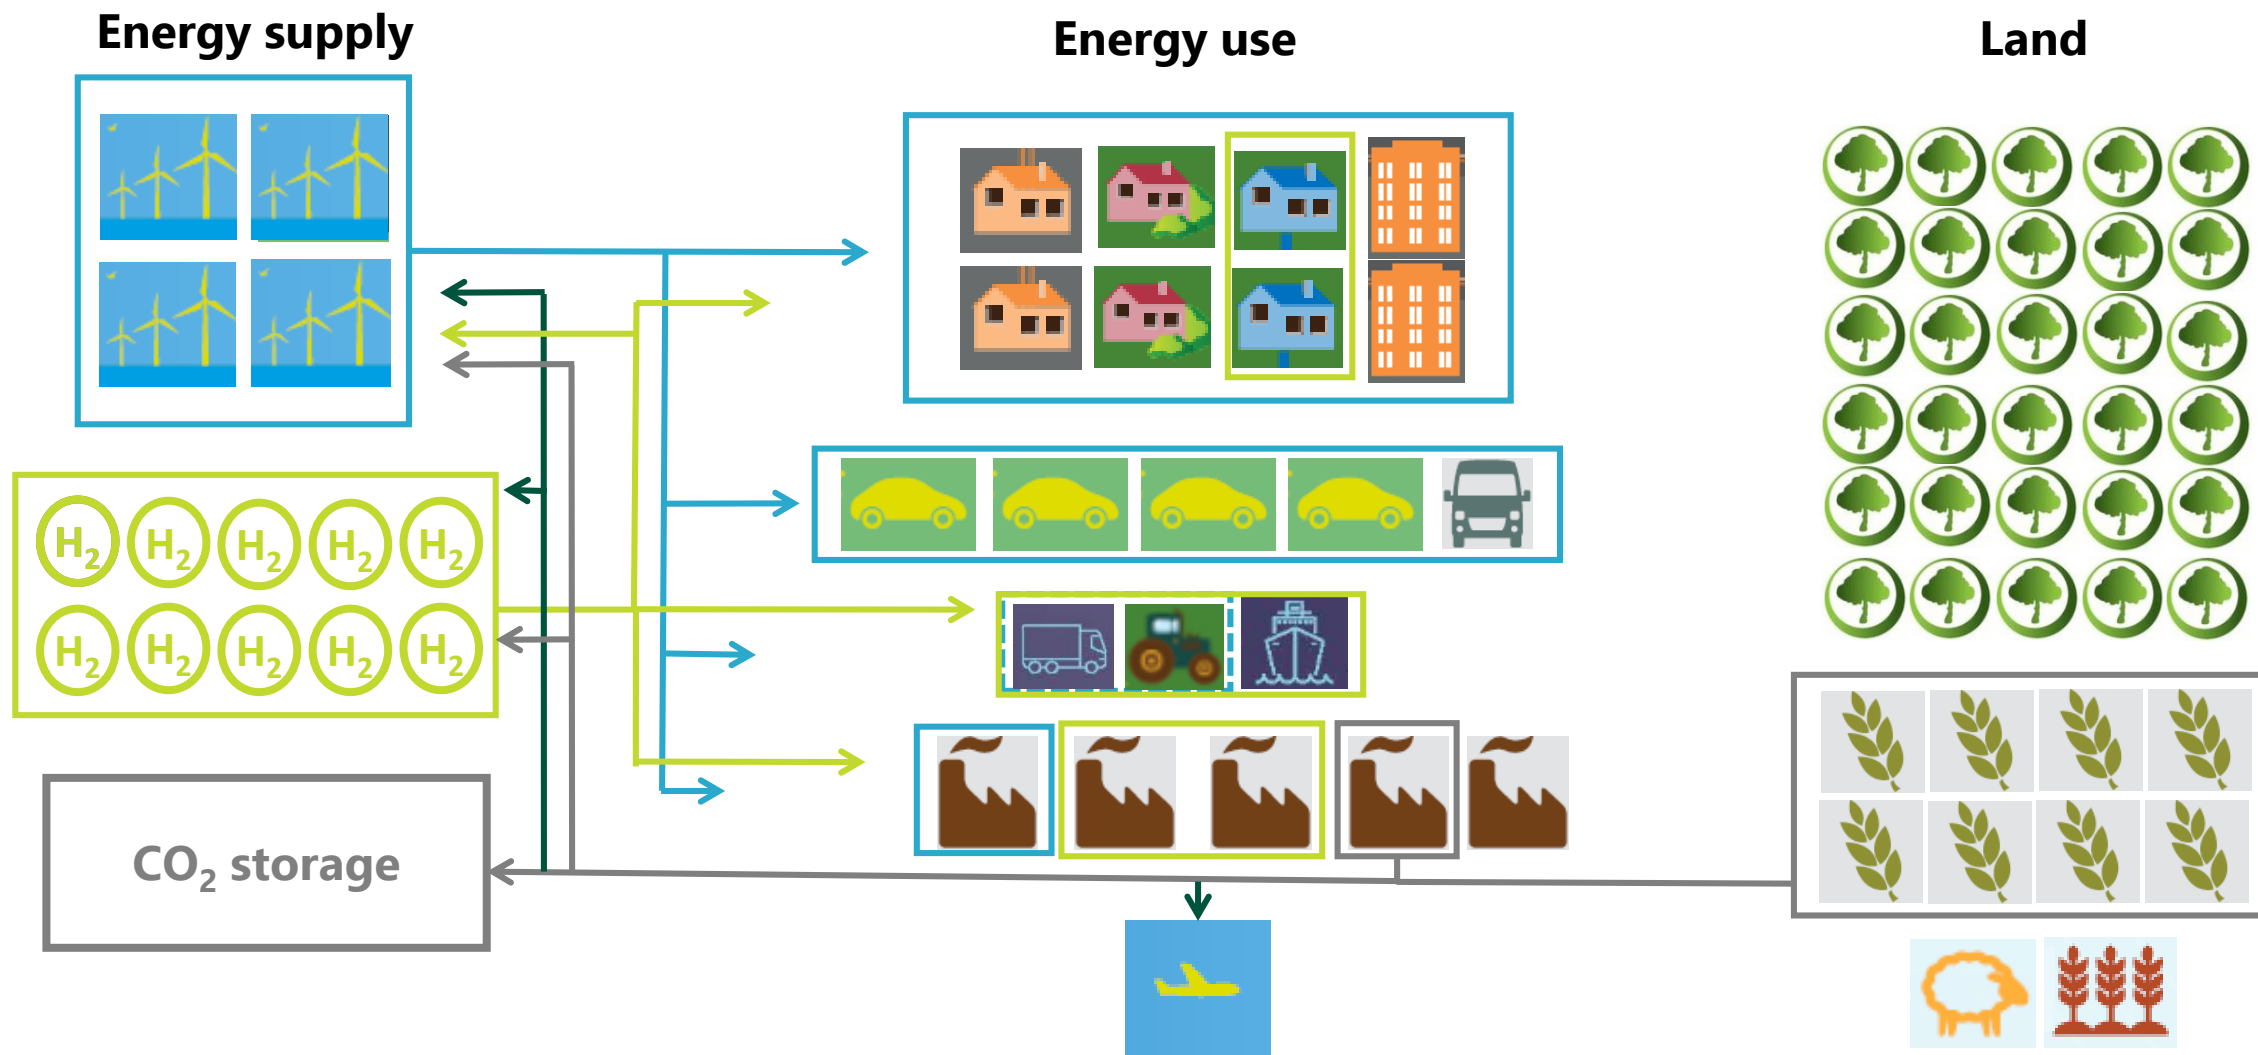 Energy supply
Energy use
Land
H2 H2 H2 H2 H2
H2 H2 H2 H2 H2
CO2 storage